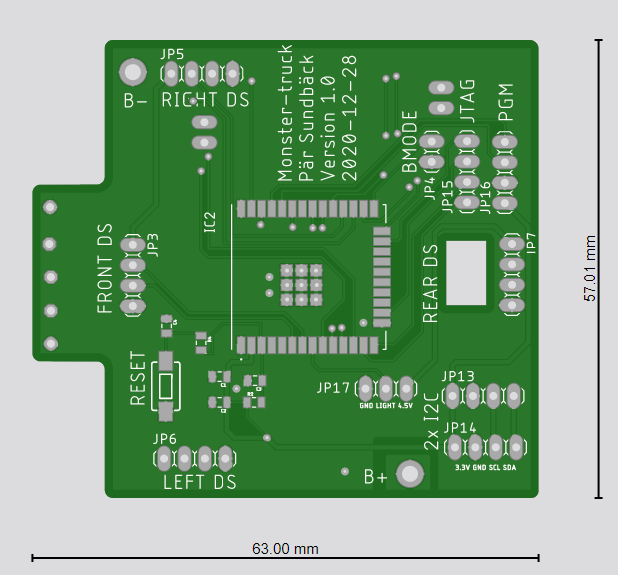 JP5
B-
RIGHT DS
Monster-truck
Pär Sundbäck
Version 1.0
2020-12-28
BMODE
JTAG
PGM
JP4
JP15
JP16
IC2
FRONT DS
JP3
REAR DS
JP7
57.01 mm
RESET
JP17
GND LIGHT 4.5V
JP13
2x I2C
JP14
3.3V GND SCL SDA
JP6
LEFT DS
B+
63.00 mm